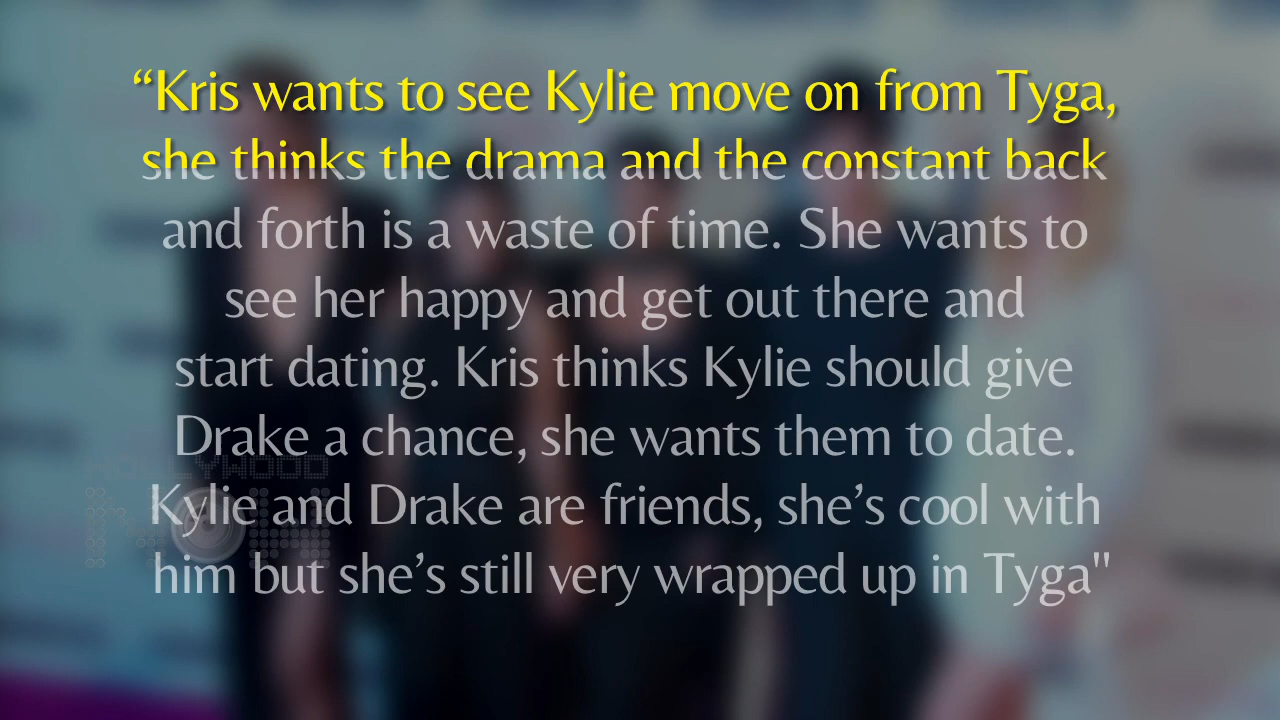 “Kris wants to see Kylie move on from Tyga,
she thinks the drama and the constant back
and forth is a waste of time. She wants to
see her happy and get out there and
start dating. Kris thinks Kylie should give
Drake a chance, she wants them to date.
Kylie and Drake are friends, she’s cool with
him but she’s still very wrapped up in Tyga"
HOLLYWOOD
NOW